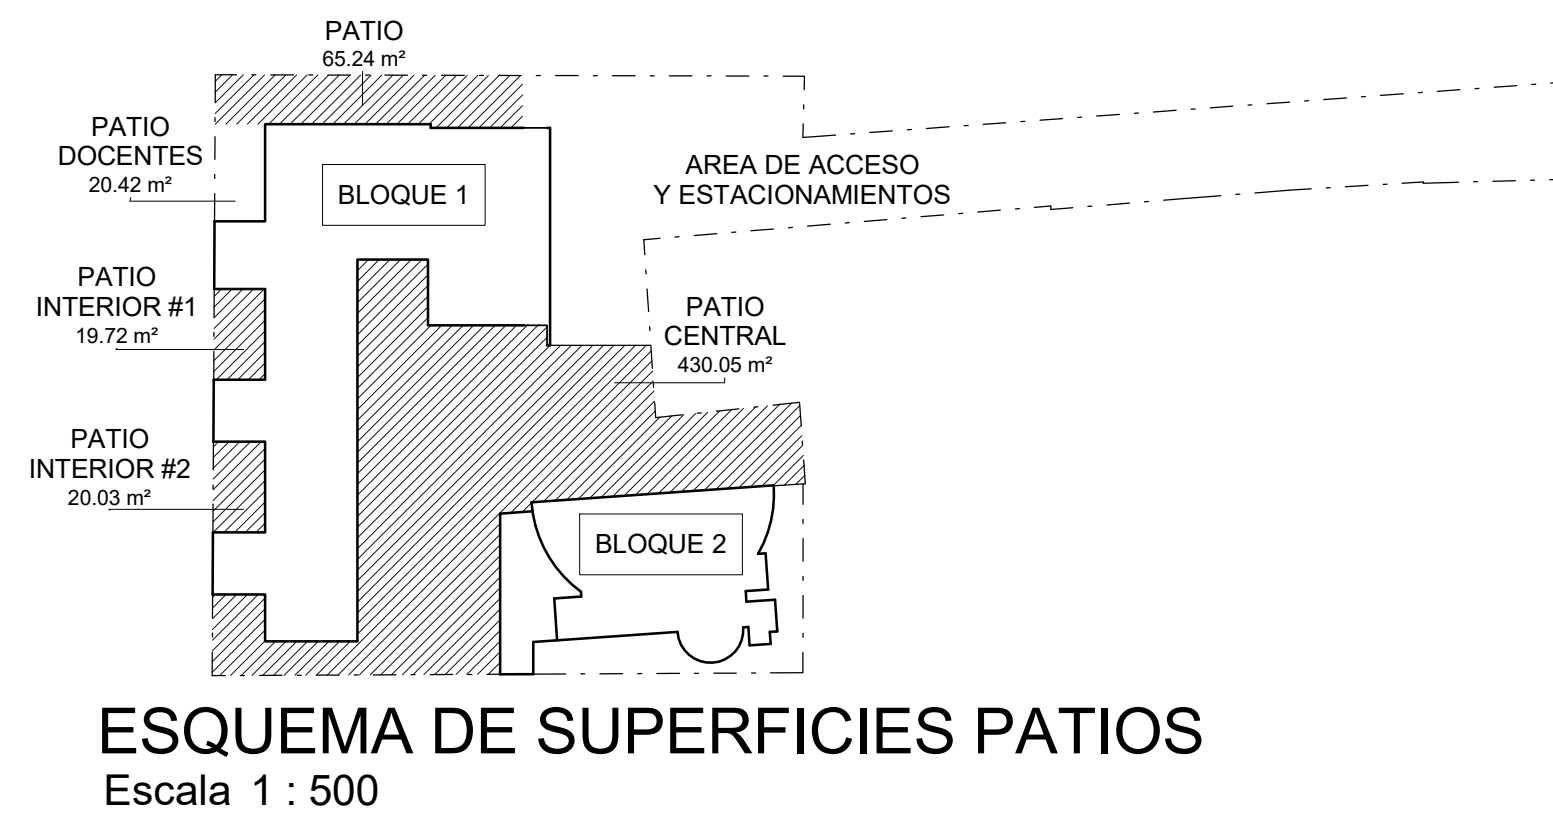 PATIO
65.24 m²
PATIO
DOCENTES
20.42 m²
BLOQUE 1
AREA DE ACCESO
Y ESTACIONAMIENTOS
PATIO
INTERIOR #1
19.72 m²
PATIO
CENTRAL
430.05 m²
PATIO
INTERIOR #2
20.03 m²
BLOQUE 2
ESQUEMA DE SUPERFICIES PATIOS
Escala 1 : 500